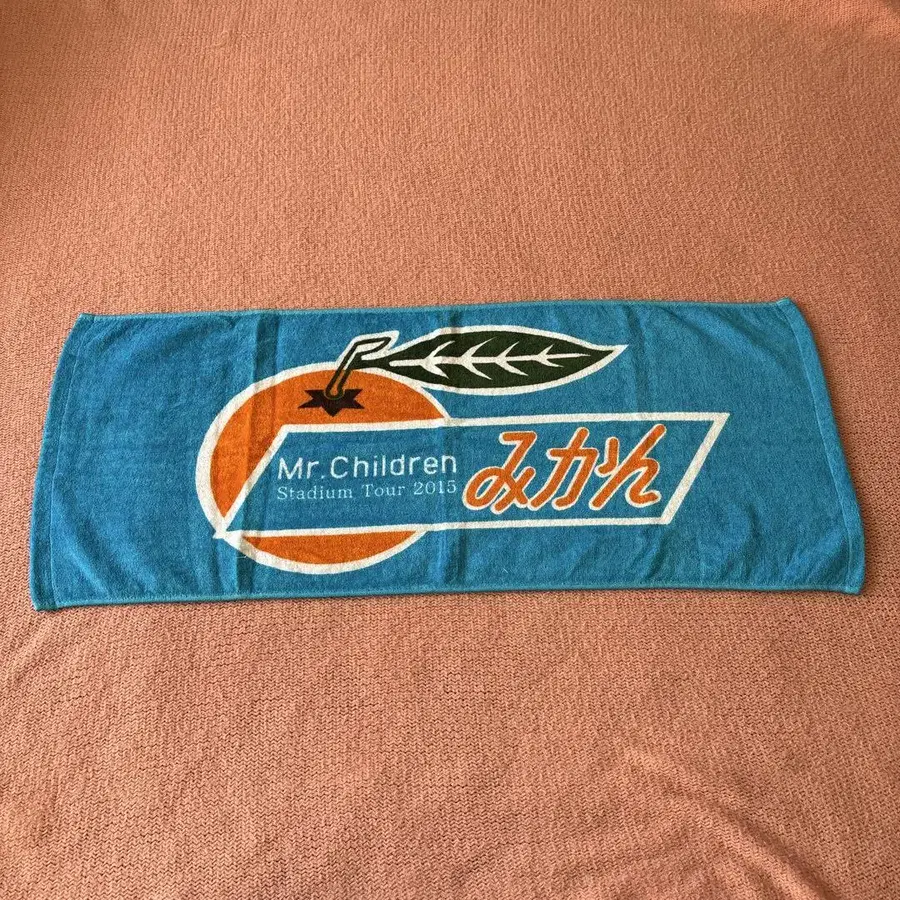 Mr.Children
Stadium Tour 2015
みかん